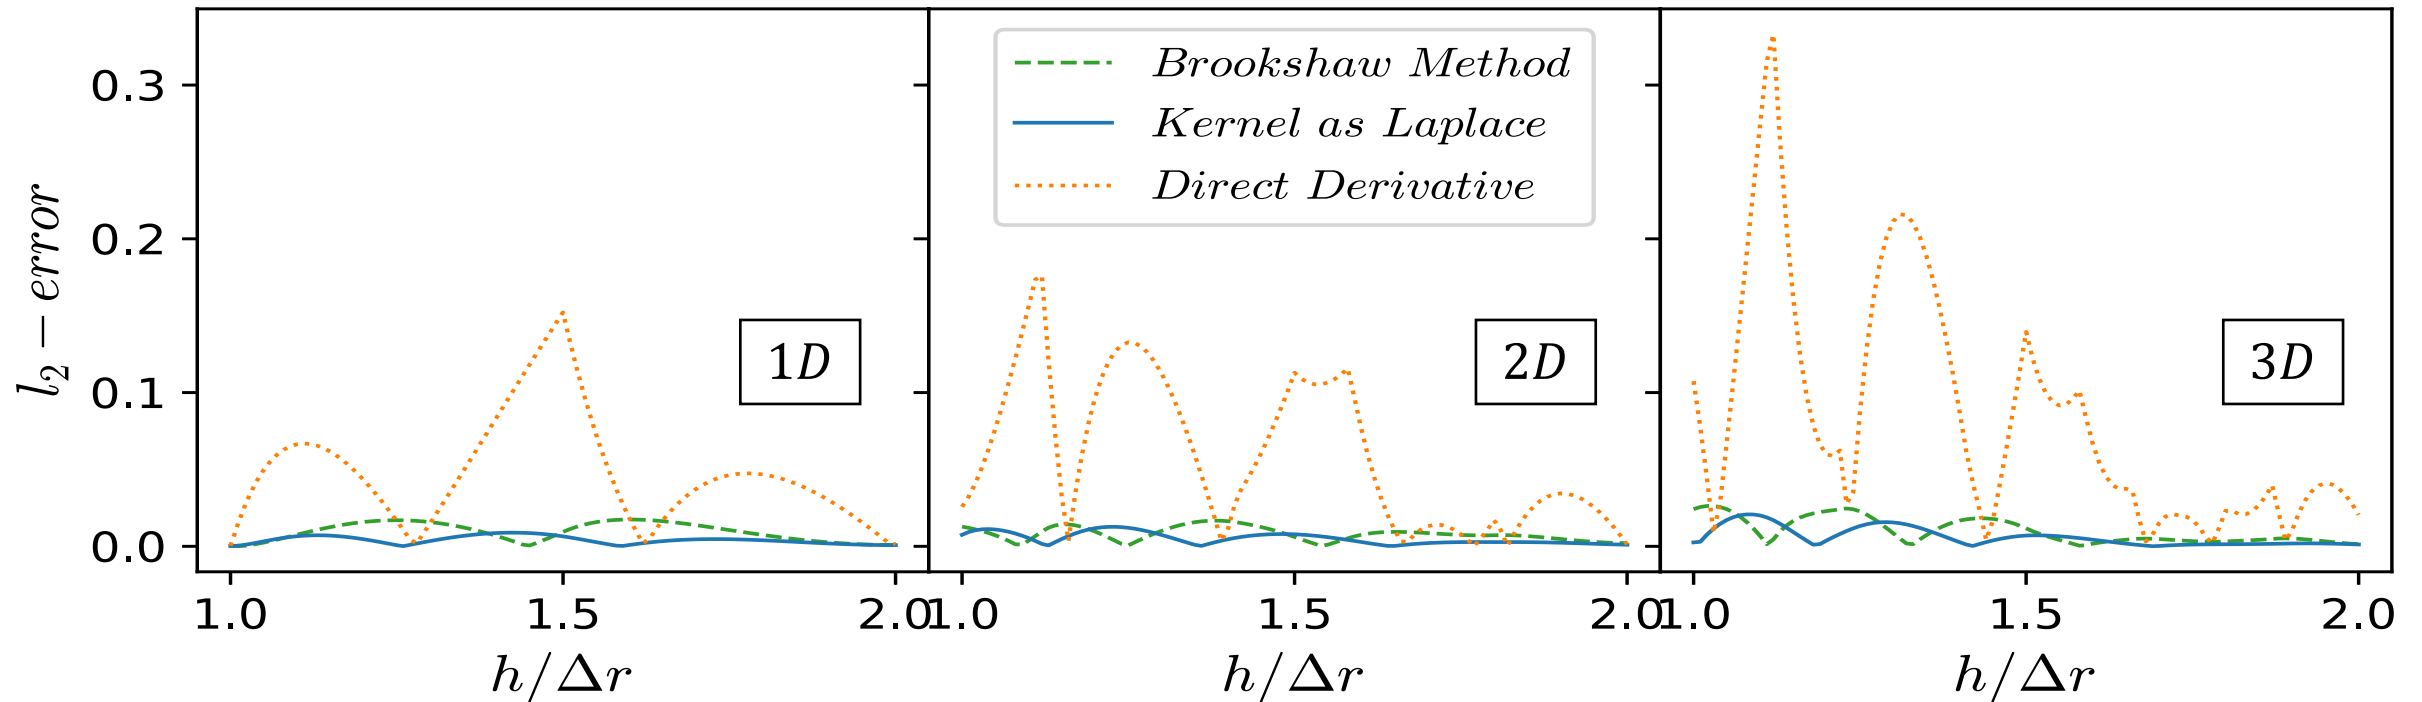 l₂ − error
0.3
0.2
0.1
0.0
Brookshaw Method
Kernel as Laplace
Direct Derivative
1D
2D
3D
1.0 1.5 2.0
1.0 1.5 2.0
1.0 1.5 2.0
h/Δr
h/Δr
h/Δr